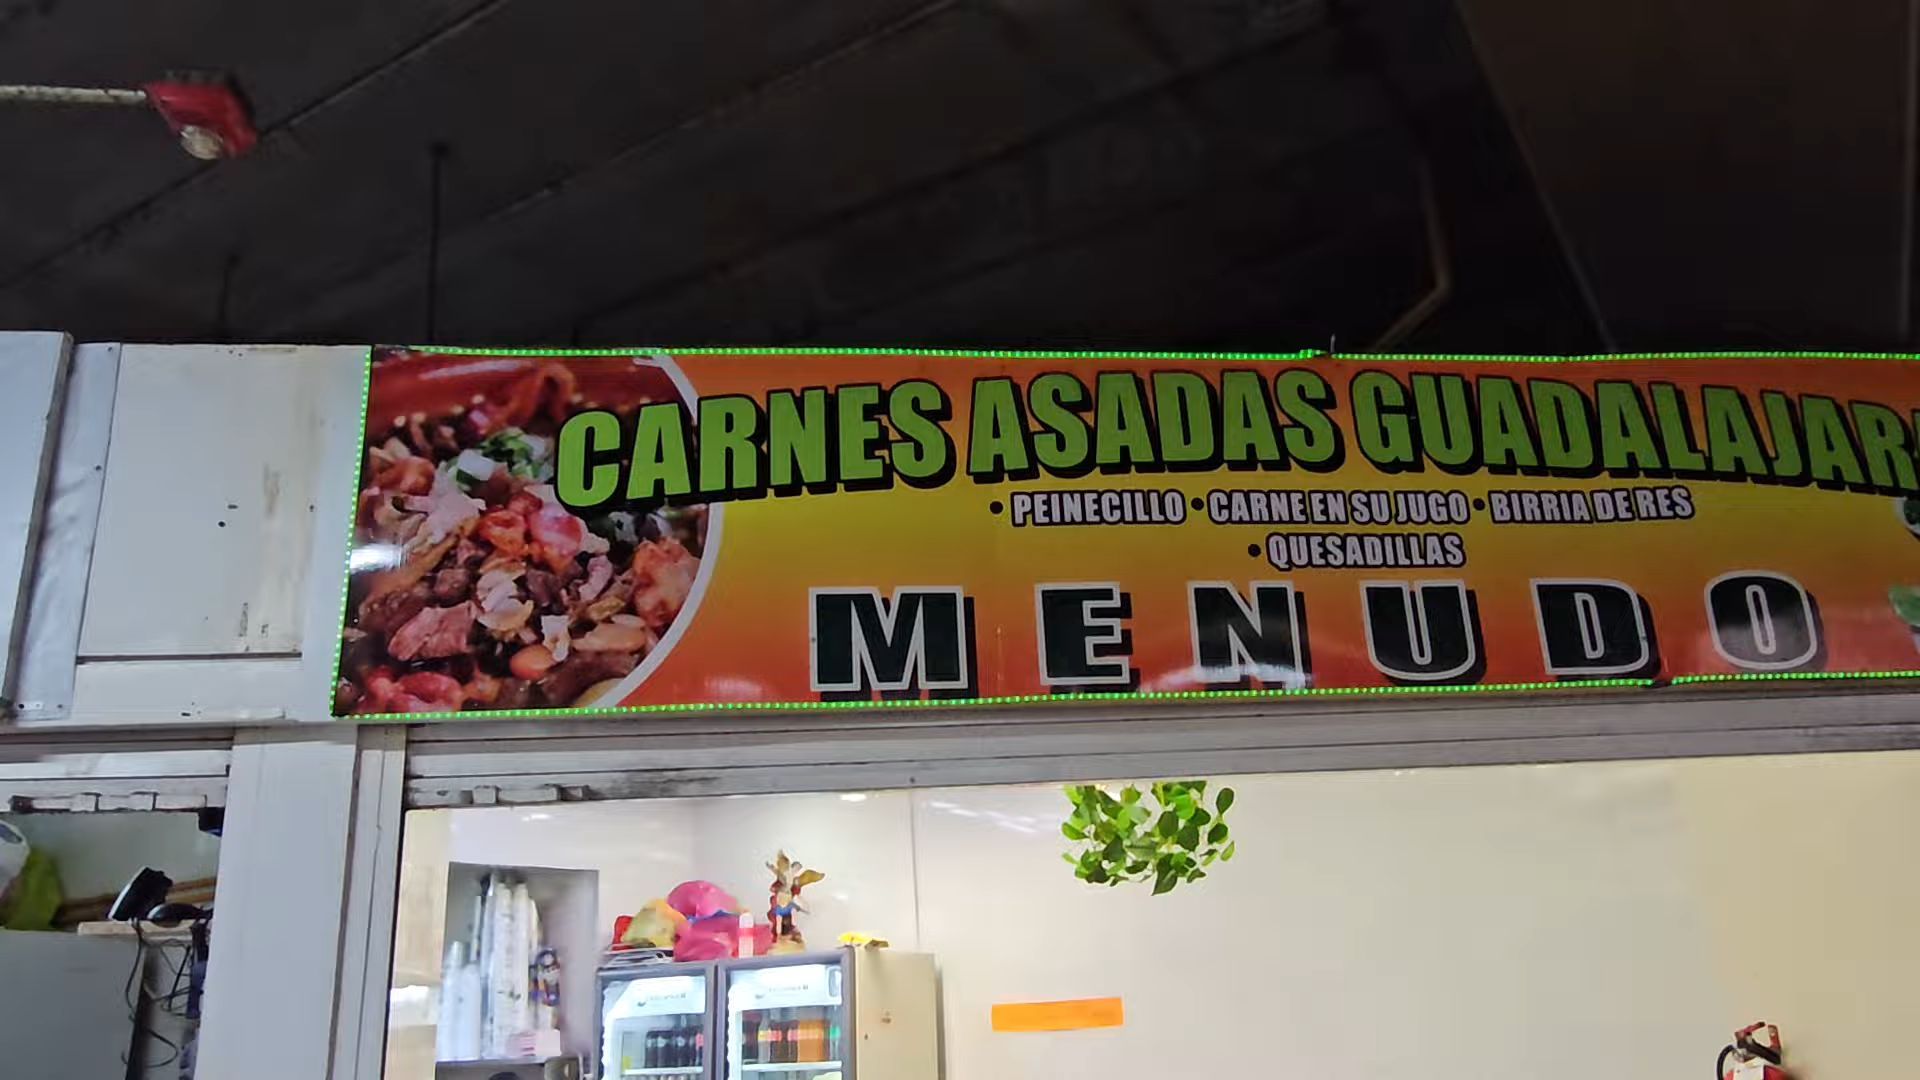 CARNES ASADAS GUADALAJARA
• PEINECILLO • CARNE EN SU JUGO • BIRRIA DE RES
• QUESADILLAS
MENUDO